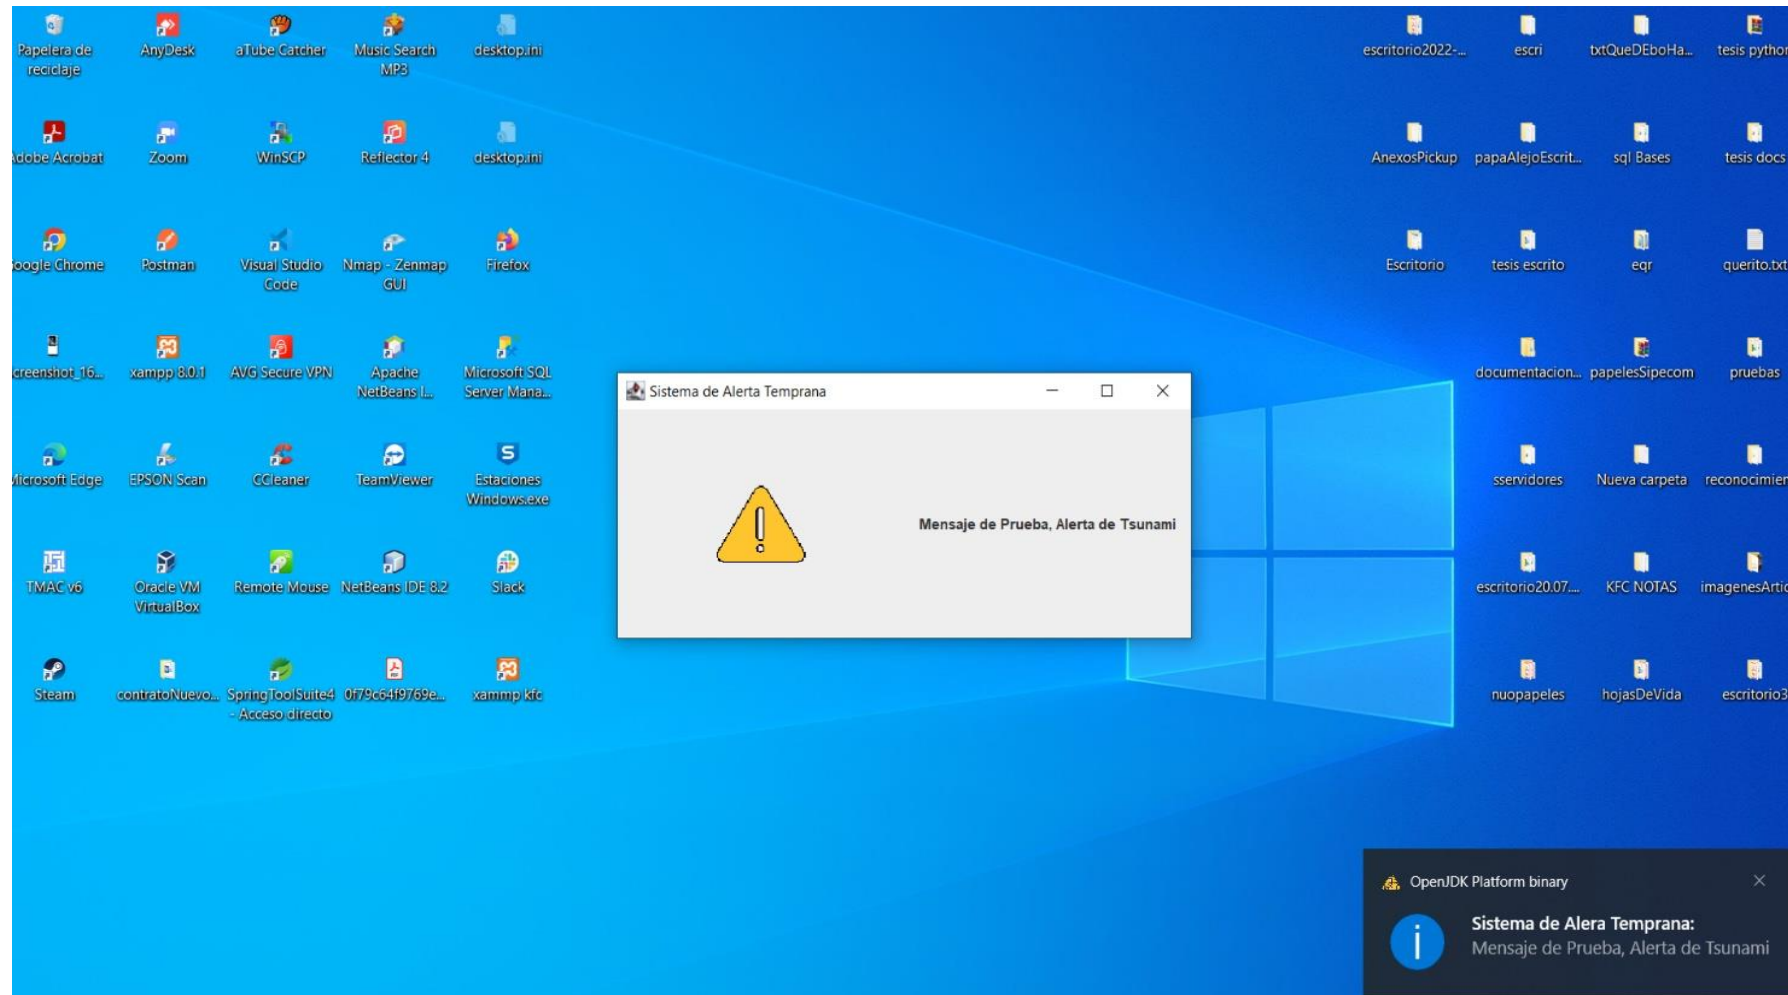 Papelera de
reciclaje
AnyDesk
aTube Catcher
Music Search
MP3
desktop.ini
escritorio2022-...
escri
txtQueDEboHa...
tesis python
Adobe Acrobat
Zoom
WinSCP
Reflector 4
desktop.ini
AnexosPickup
papaAlejoEscrit...
sql Bases
tesis docs
oogle Chrome
Postman
Visual Studio
Code
Nmap - Zenmap
GUI
Firefox
Escritorio
tesis escrito
eqr
querito.txt
creenshot_16...
xampp 8.0.1
AVG Secure VPN
Apache
NetBeans I...
Microsoft SQL
Server Mana...
documentacion...
papelesSipecom
pruebas
Sistema de Alerta Temprana
Mensaje de Prueba, Alerta de Tsunami
Microsoft Edge
EPSON Scan
CCleaner
TeamViewer
Estaciones
Windows.exe
sservidores
Nueva carpeta
reconocimien
TMAC v6
Oracle VM
VirtualBox
Remote Mouse
NetBeans IDE 8.2
Slack
escritorio20.07....
KFC NOTAS
imagenesArtic
Steam
contratoNuevo...
SpringToolSuite4
- Acceso directo
0f79c64f9769e...
xammp kfc
nuopapeles
hojasDeVida
escritorio3
OpenJDK Platform binary
Sistema de Alera Temprana:
Mensaje de Prueba, Alerta de Tsunami